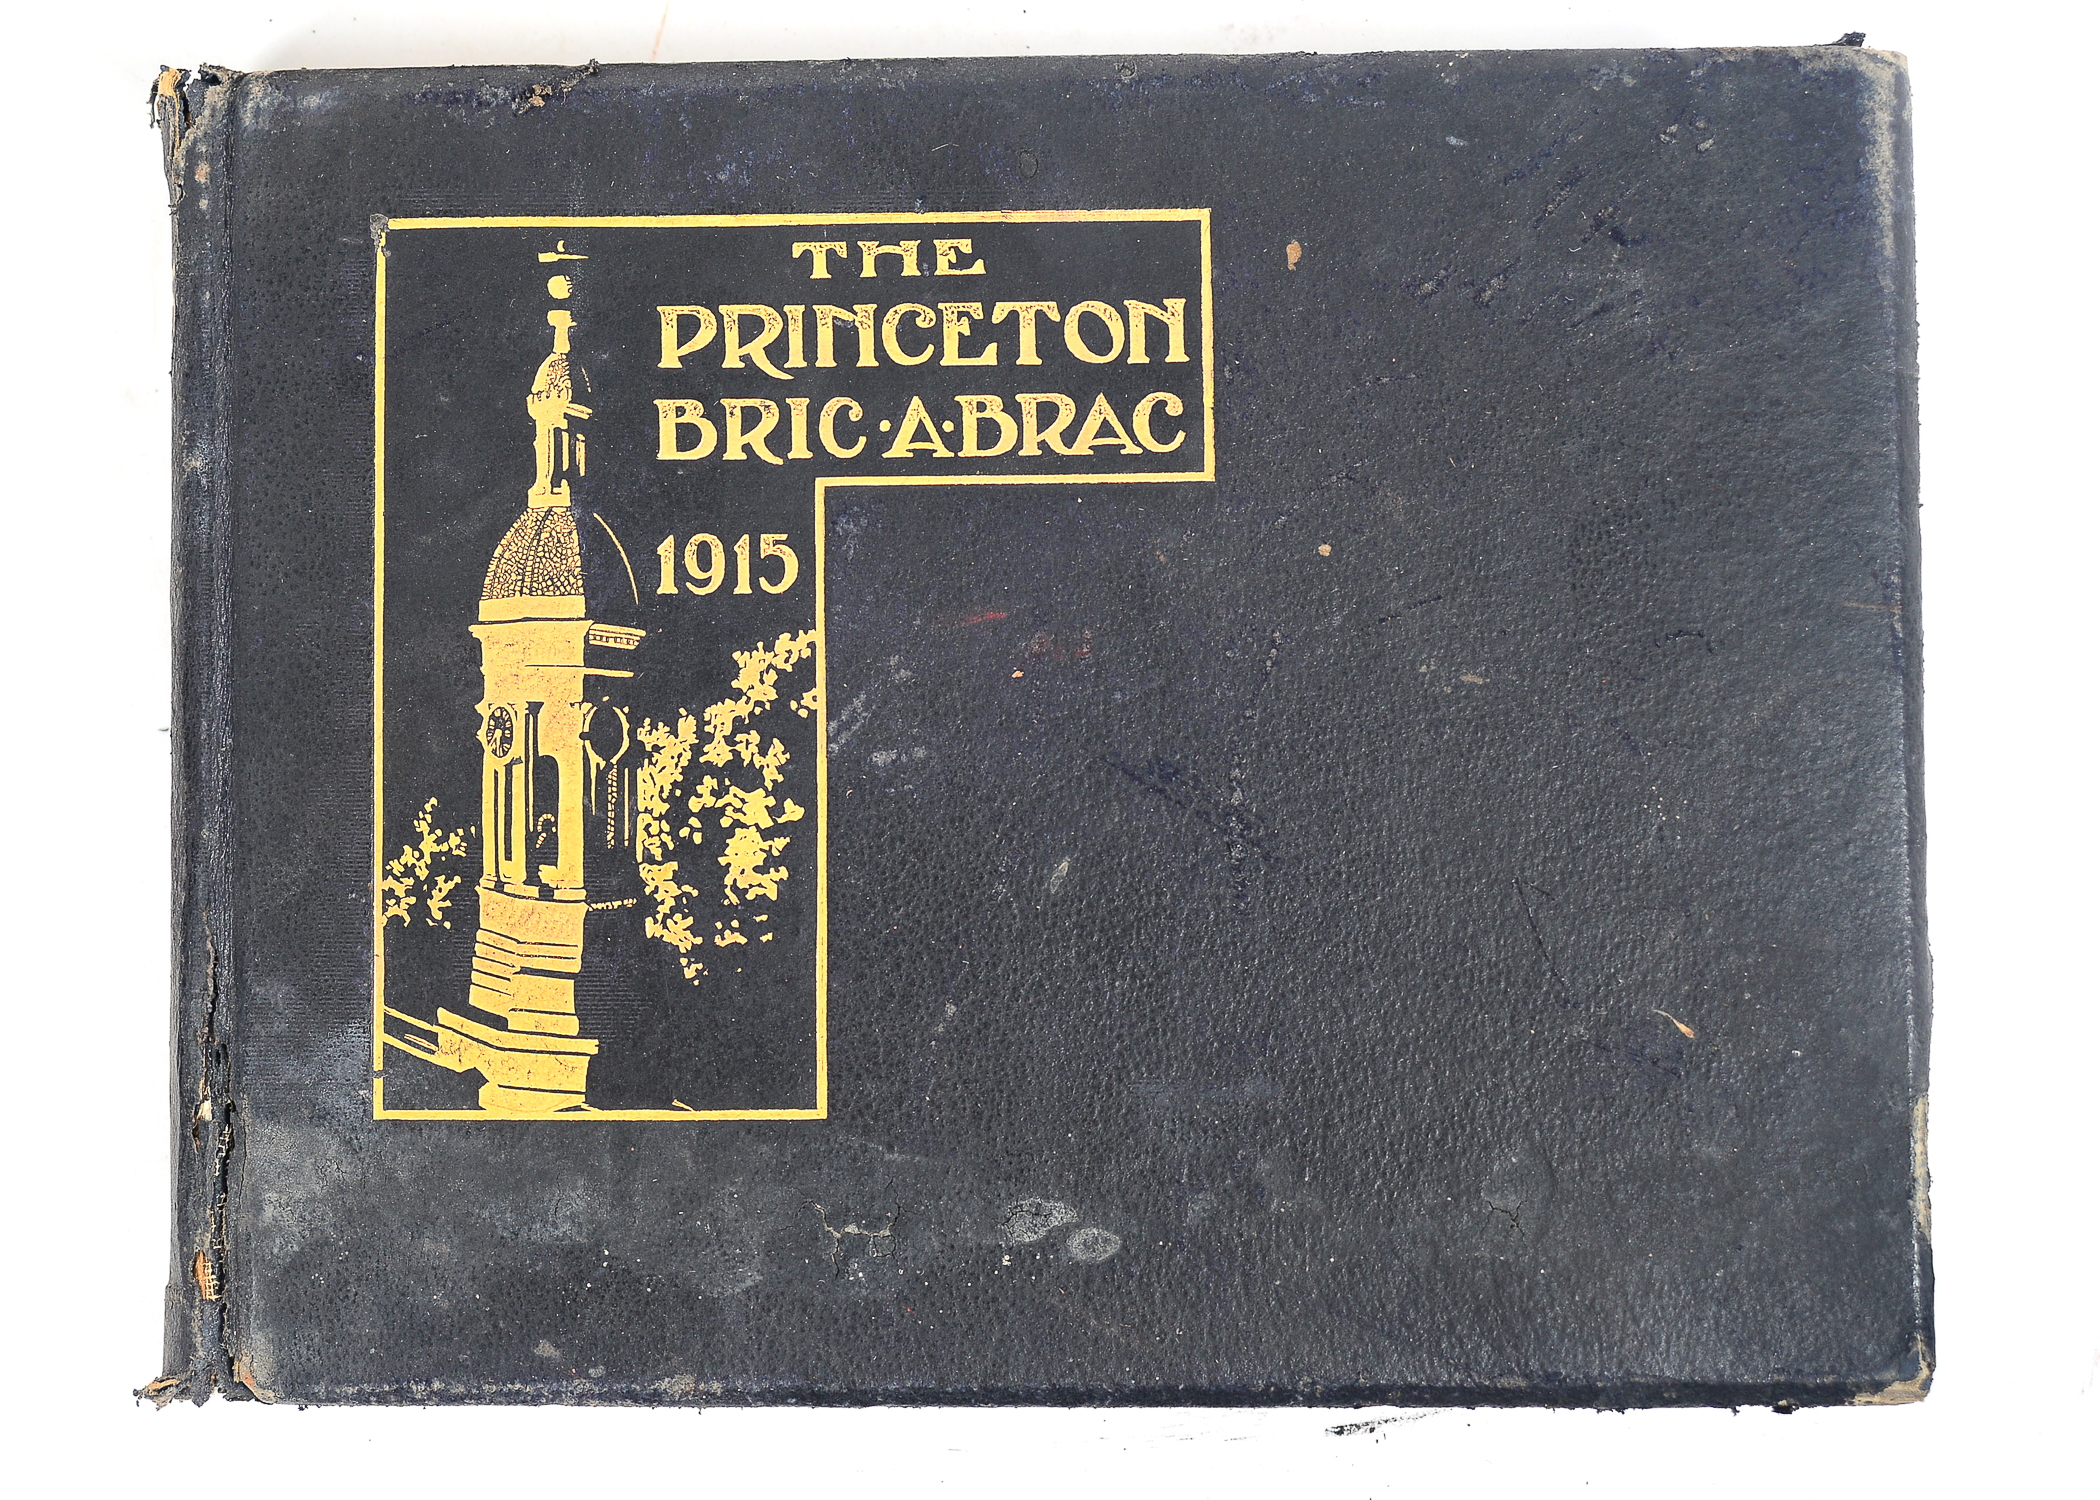 THE
PRINCETON
BRIC·A·BRAC
1915